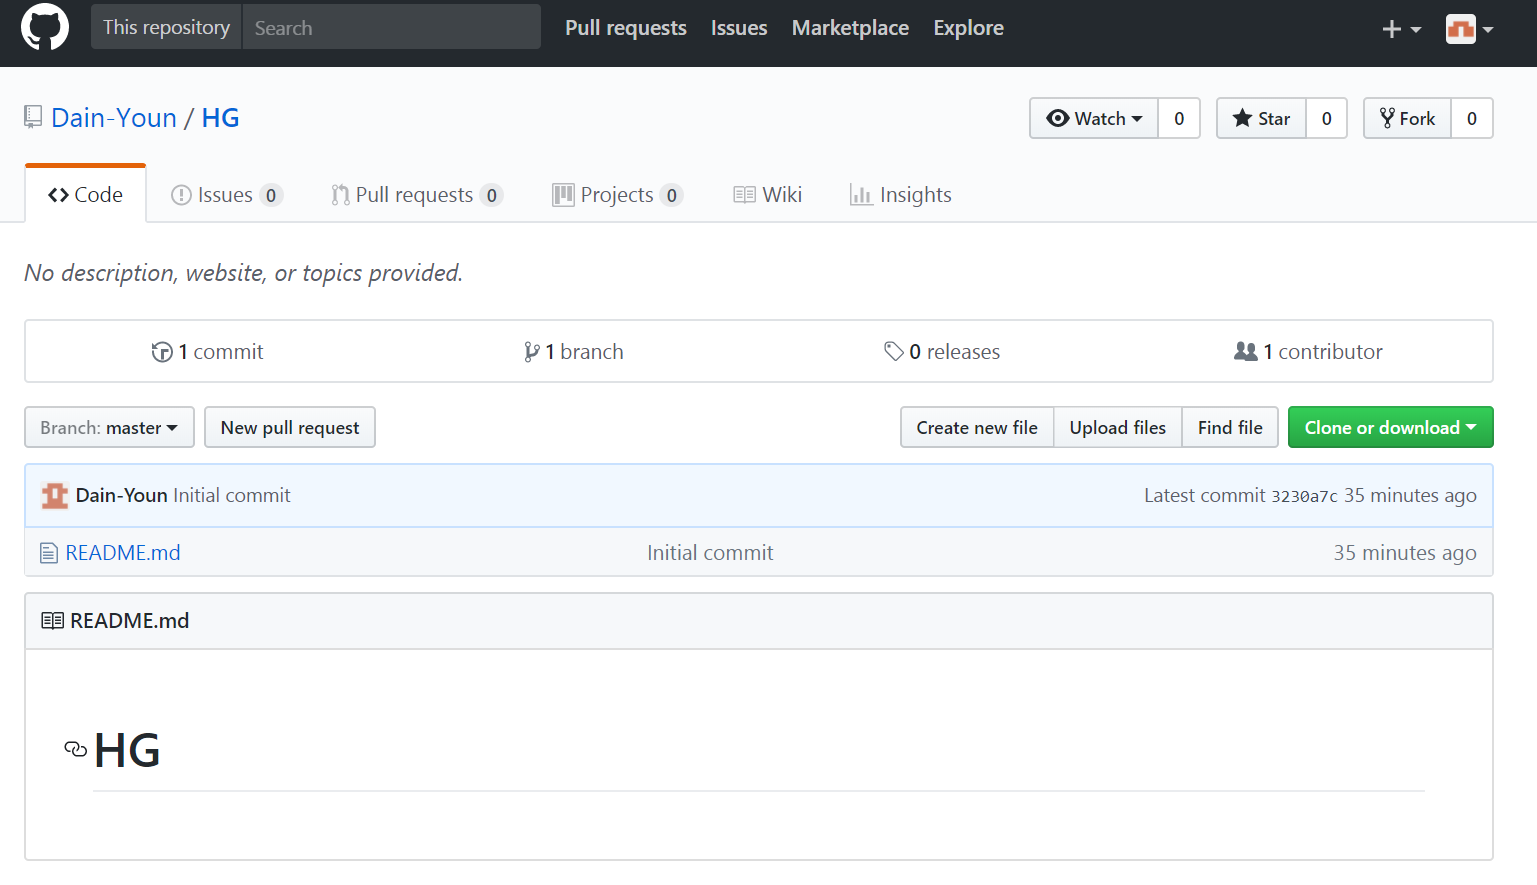 This repository Search Pull requests Issues Marketplace Explore
Dain-Youn / HG Watch 0 Star 0 Fork 0
Code Issues 0 Pull requests 0 Projects 0 Wiki Insights
No description, website, or topics provided.
1 commit 1 branch 0 releases 1 contributor
Branch: master New pull request Create new file Upload files Find file Clone or download
Dain-Youn Initial commit Latest commit 3230a7c 35 minutes ago
README.md Initial commit 35 minutes ago
README.md
HG